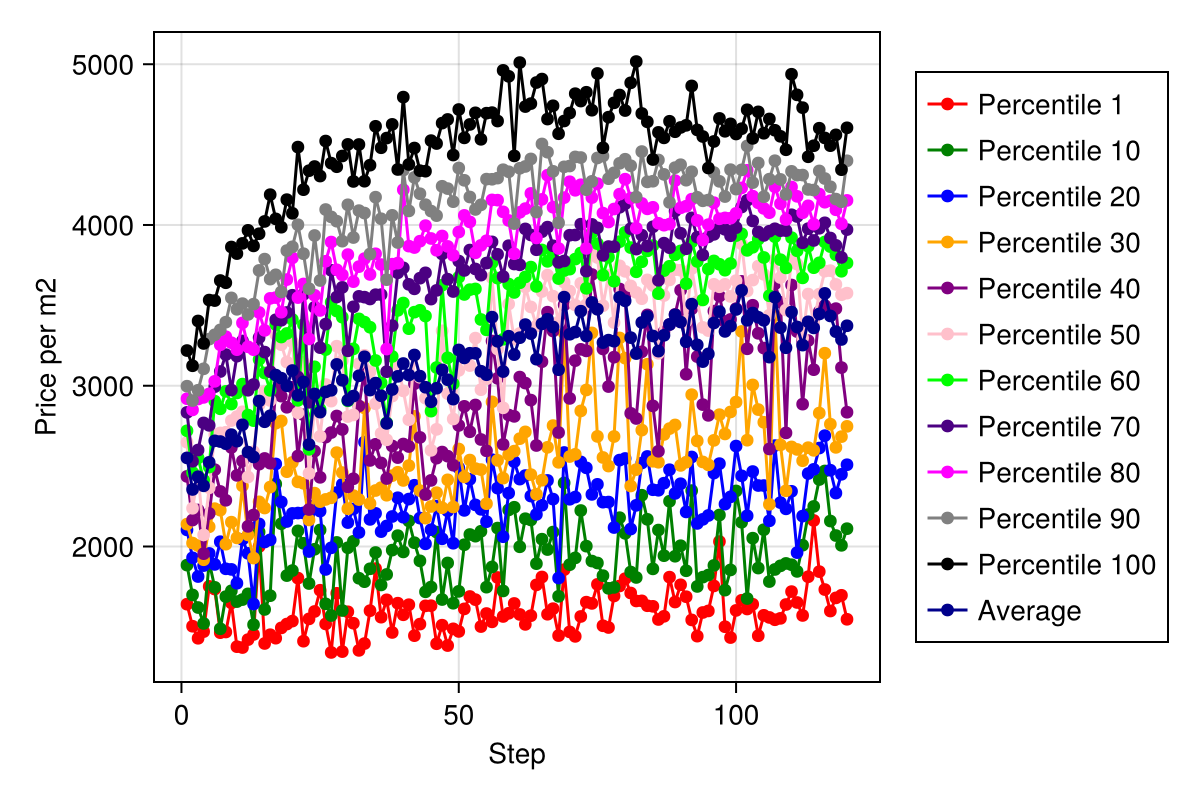 5000
4000
3000
2000
Price per m2
0
50
100
Step
Percentile 1
Percentile 10
Percentile 20
Percentile 30
Percentile 40
Percentile 50
Percentile 60
Percentile 70
Percentile 80
Percentile 90
Percentile 100
Average